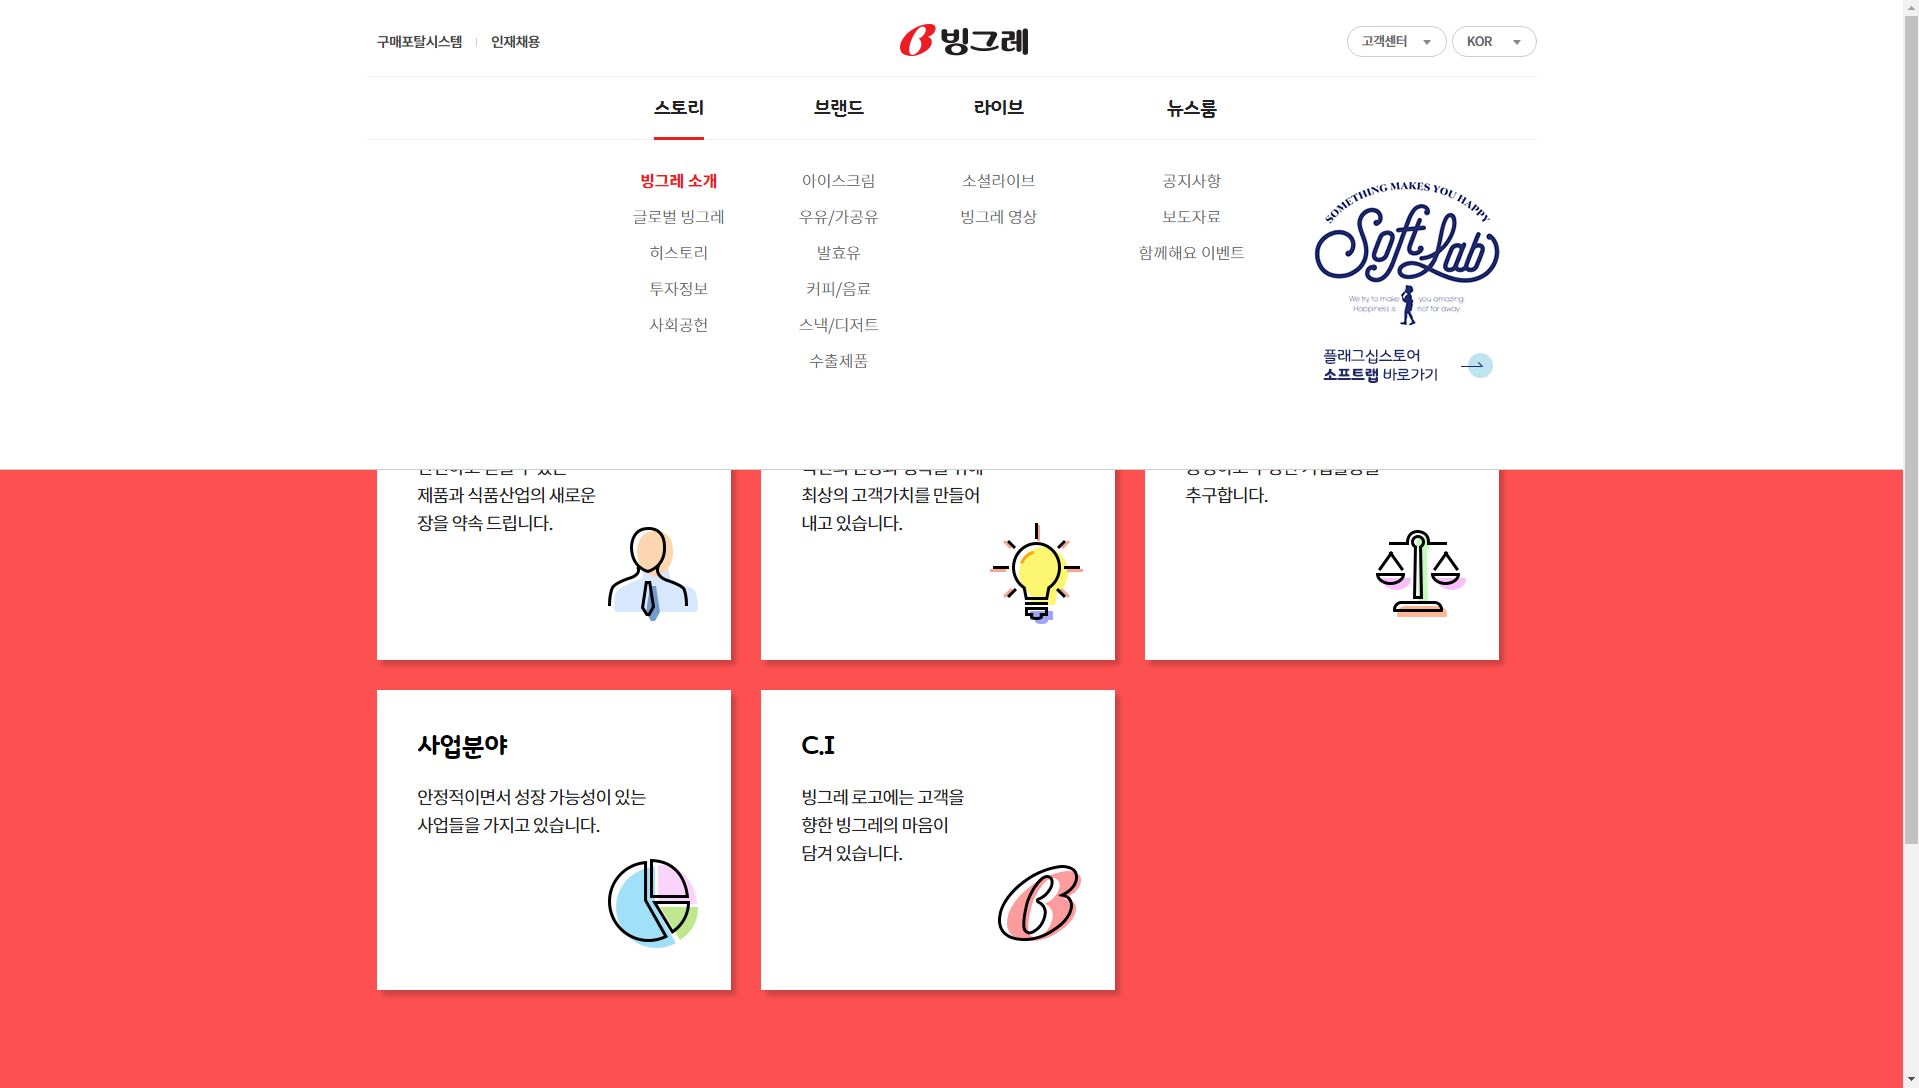 구매포탈시스템
인재채용
빙그레
고객센터
KOR
스토리
브랜드
라이브
뉴스룸
빙그레 소개
글로벌 빙그레
히스토리
투자정보
사회공헌
아이스크림
우유/가공유
발효유
커피/음료
스낵/디저트
수출제품
소셜라이브
빙그레 영상
공지사항
보도자료
함께해요 이벤트
SOMETHING MAKES YOU HAPPY
Soft Lab
We try to make you amazing.
Happiness is not far away.
플래그십스토어
소프트랩 바로가기
제품과 식품산업의 새로운
장을 약속 드립니다.
최상의 고객가치를 만들어
내고 있습니다.
추구합니다.
사업분야
안정적이면서 성장 가능성이 있는
사업들을 가지고 있습니다.
C.I
빙그레 로고에는 고객을
향한 빙그레의 마음이
담겨 있습니다.